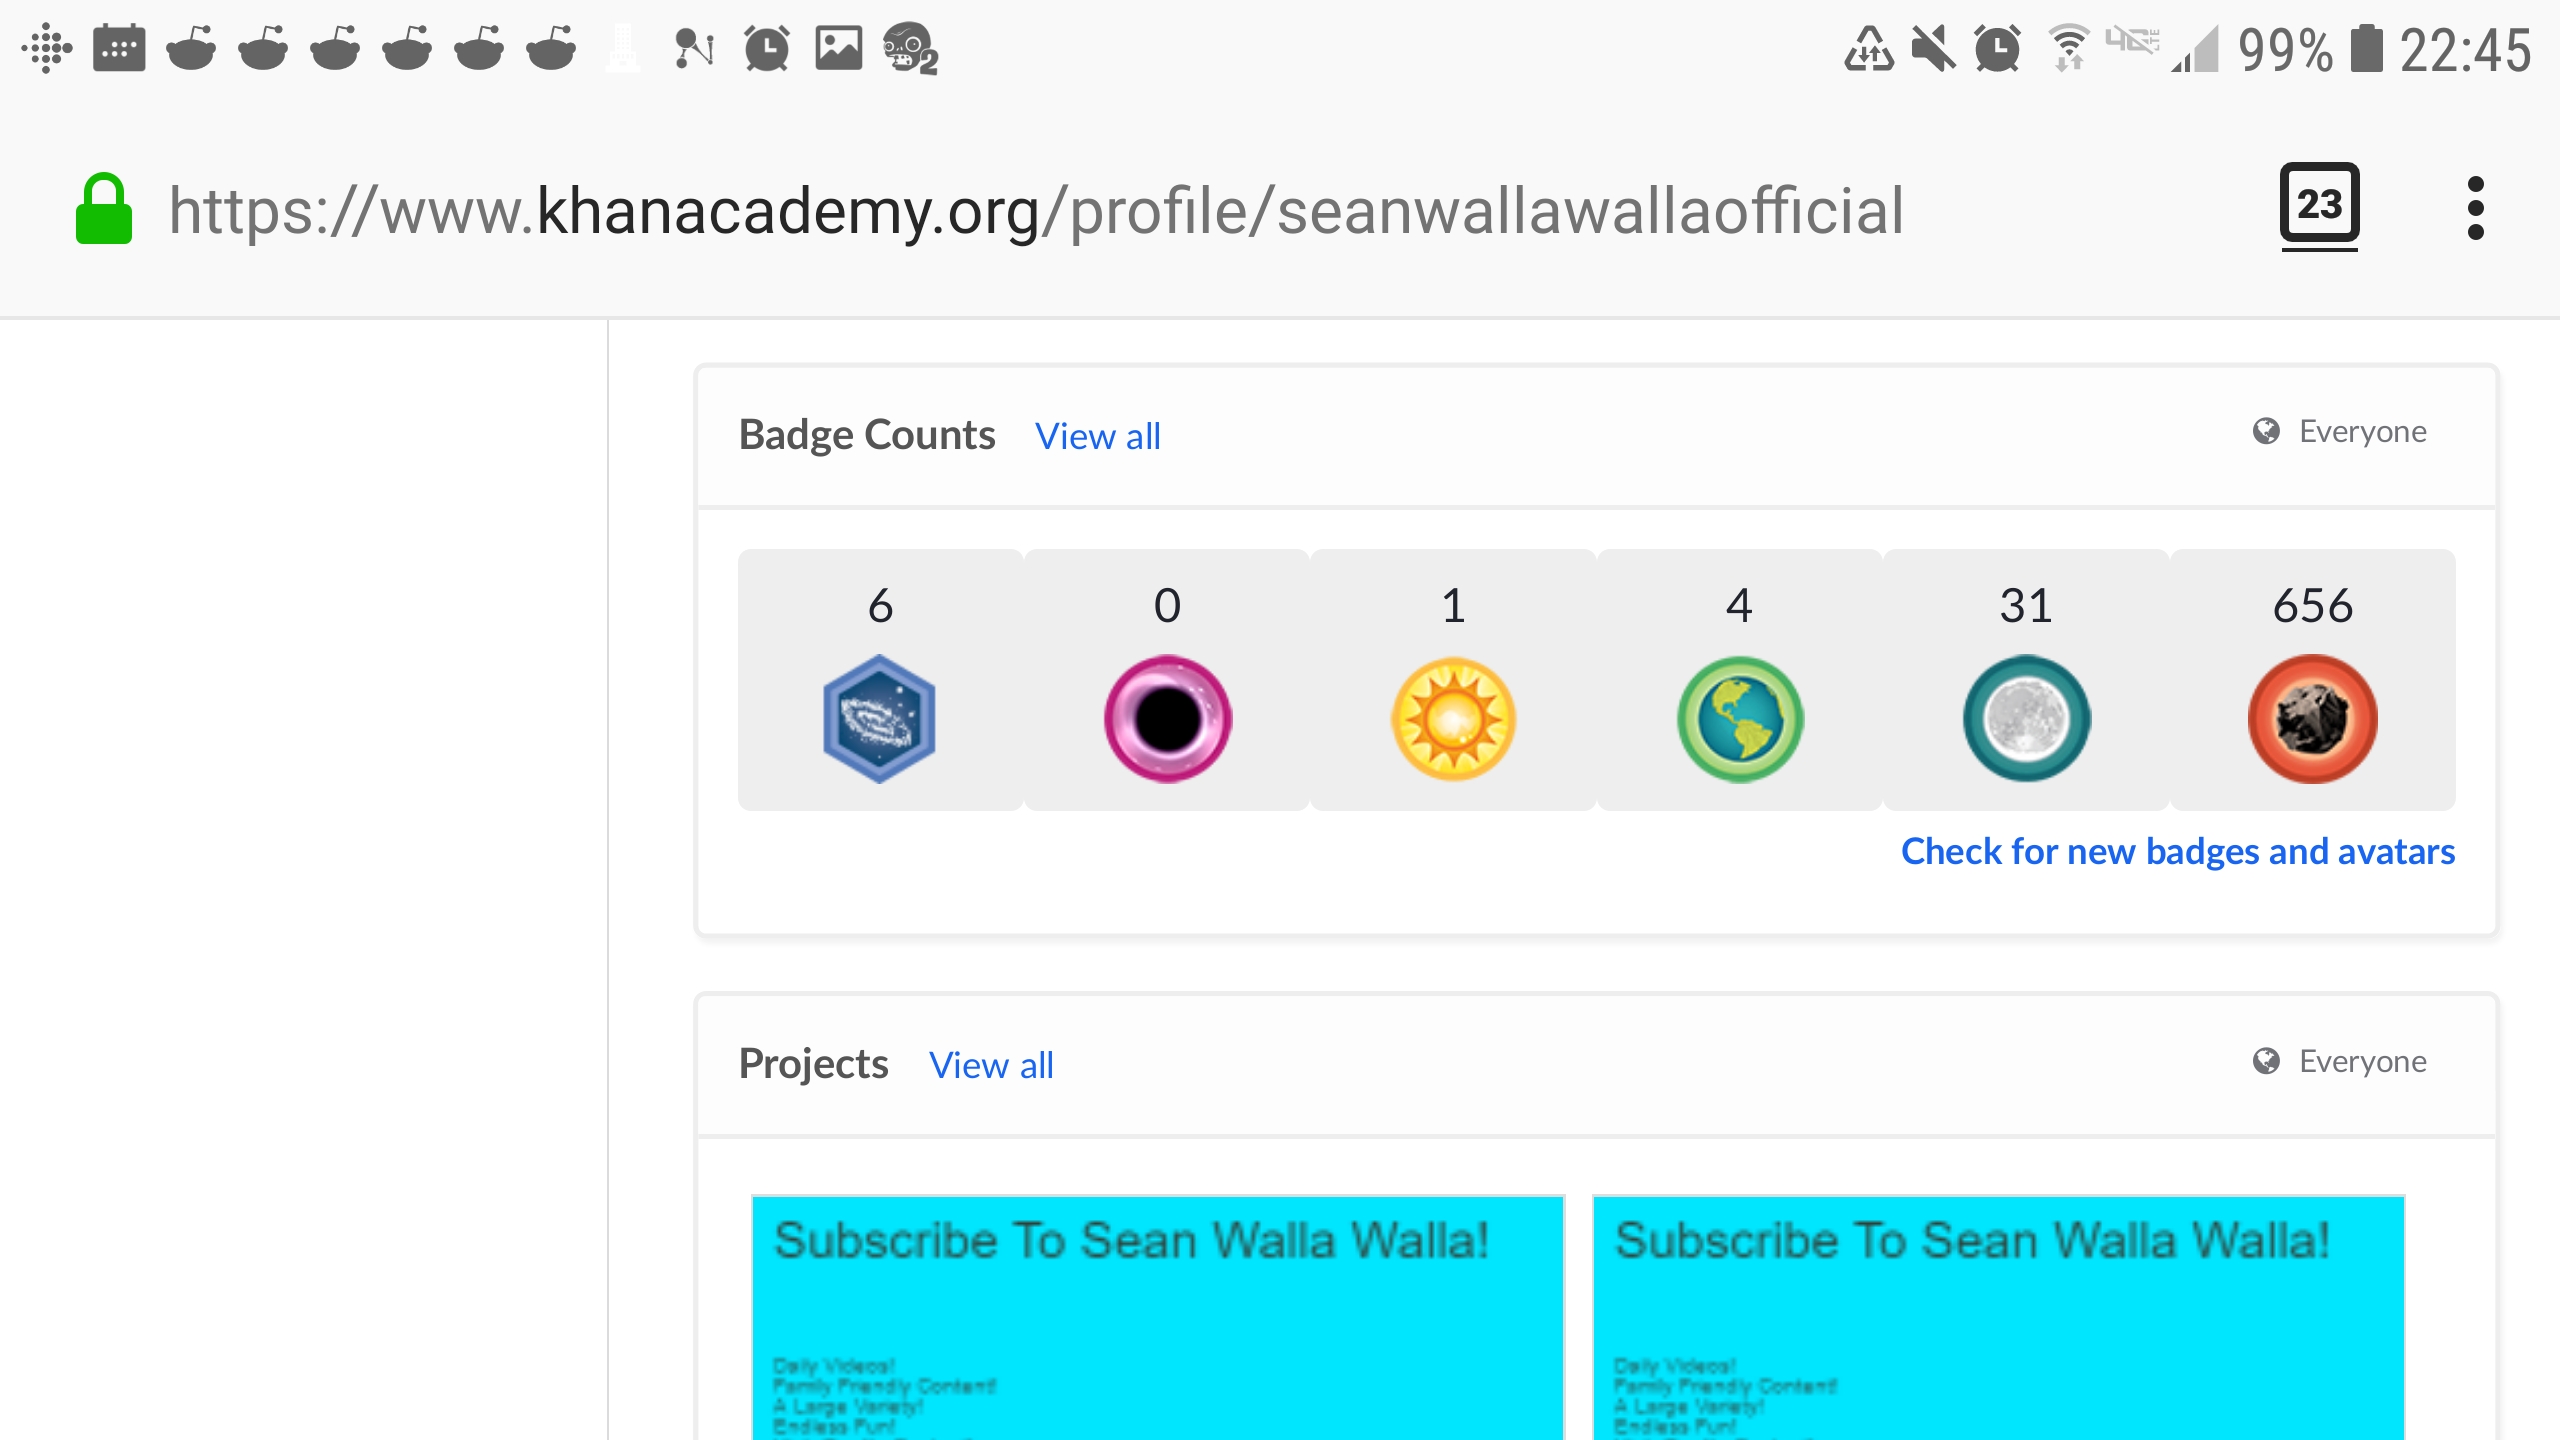 2
4G LTE
99%
22:45
https://www.khanacademy.org/profile/seanwallawallaofficial
23
Badge Counts
View all
Everyone
6
0
1
4
31
656
Check for new badges and avatars
Projects
View all
Everyone
Subscribe To Sean Walla Walla!
Subscribe To Sean Walla Walla!
Daily Videos!
Family Friendly Content!
A Large Variety!
Endless Fun!
Daily Videos!
Family Friendly Content!
A Large Variety!
Endless Fun!